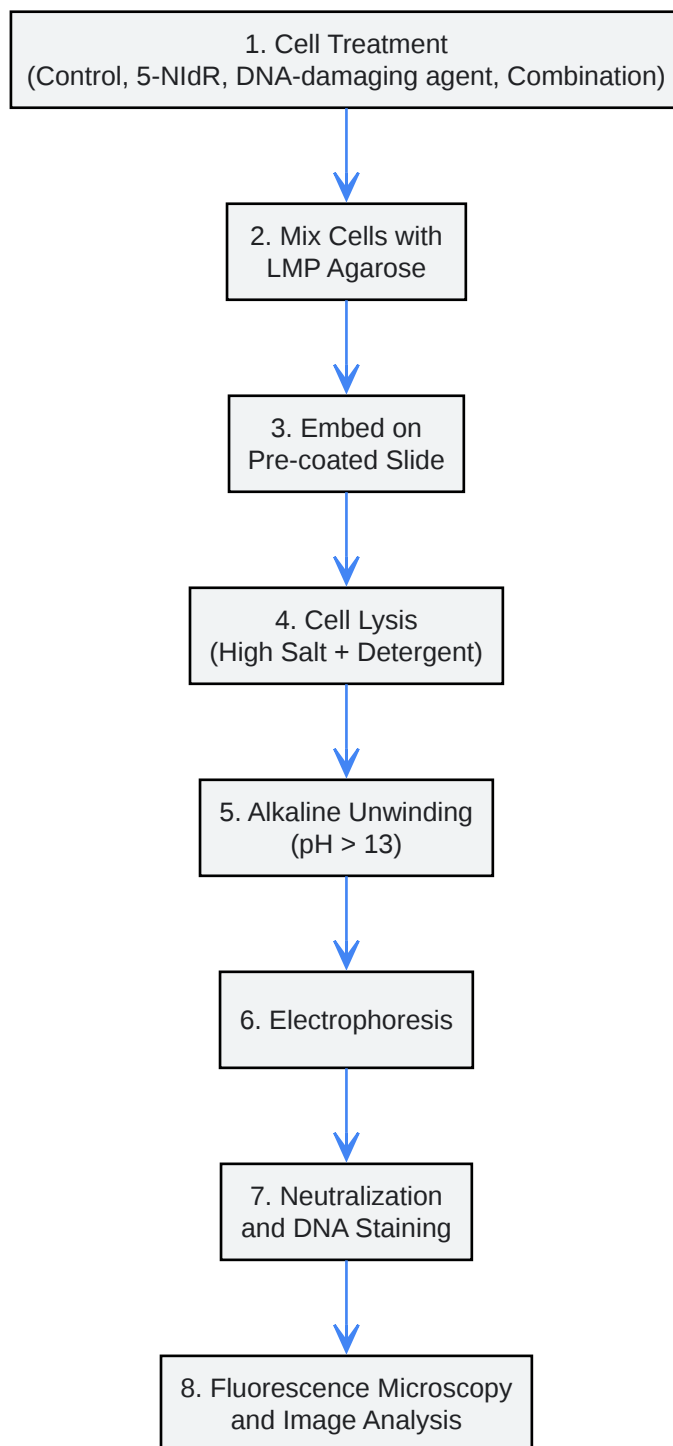 1. Cell Treatment
(Control, 5-NIdR, DNA-damaging agent, Combination)
2. Mix Cells with
LMP Agarose
3. Embed on
Pre-coated Slide
4. Cell Lysis
(High Salt + Detergent)
5. Alkaline Unwinding
(pH > 13)
6. Electrophoresis
7. Neutralization
and DNA Staining
8. Fluorescence Microscopy
and Image Analysis